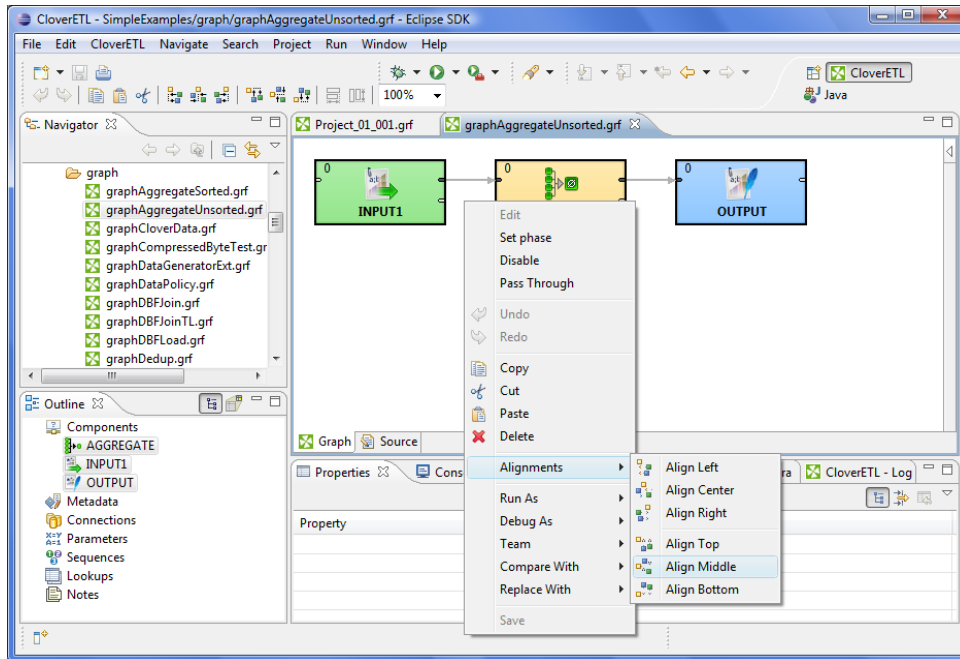 CloverETL - SimpleExamples/graph/graphAggregateUnsorted.grf - Eclipse SDK
File Edit CloverETL Navigate Search Project Run Window Help
100%
CloverETL
Java
Navigator
Project_01_001.grf
graphAggregateUnsorted.grf
graph
graphAggregateSorted.grf
graphAggregateUnsorted.grf
graphCloverData.grf
graphCompressedByteTest.gr
graphDataGeneratorExt.grf
graphDataPolicy.grf
graphDBFJoin.grf
graphDBFJoinTL.grf
graphDBFLoad.grf
graphDedup.grf
0
INPUT1
0
0
OUTPUT
Edit
Set phase
Disable
Pass Through
Undo
Redo
Copy
Cut
Paste
Delete
Alignments
Run As
Debug As
Team
Compare With
Replace With
Save
Align Left
Align Center
Align Right
Align Top
Align Middle
Align Bottom
Outline
Components
AGGREGATE
INPUT1
OUTPUT
Metadata
Connections
Parameters
Sequences
Lookups
Notes
Graph Source
Properties
Cons
ra
CloverETL - Log
Property